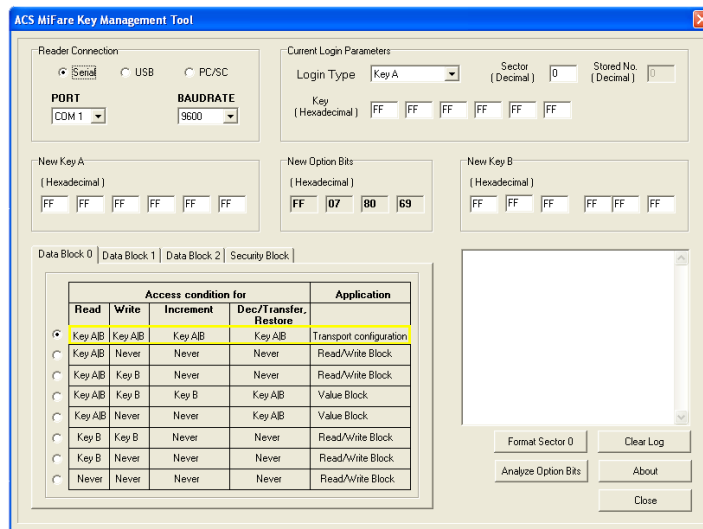 ACS MiFare Key Management Tool
Reader Connection
Serial USB PC/SC
PORT BAUDRATE
COM 1 9600
Current Login Parameters
Login Type Key A Sector (Decimal) 0 Stored No. (Decimal) 0
Key (Hexadecimal) FF FF FF FF FF FF
New Key A
(Hexadecimal)
FF FF FF FF FF FF
New Option Bits
(Hexadecimal)
FF 07 80 69
New Key B
(Hexadecimal)
FF FF FF FF FF FF
Data Block 0 Data Block 1 Data Block 2 Security Block
Access condition for Application
Read Write Increment Dec/Transfer, Restore
Key A|B Key A|B Key A|B Key A|B Transport configuration
Key A|B Never Never Never Read/Write Block
Key A|B Key B Never Never Read/Write Block
Key A|B Key B Key B Key A|B Value Block
Key A|B Never Never Key A|B Value Block
Key B Key B Never Never Read/Write Block
Key B Never Never Never Read/Write Block
Never Never Never Never Read/Write Block
Format Sector 0 Clear Log
Analyze Option Bits About
Close